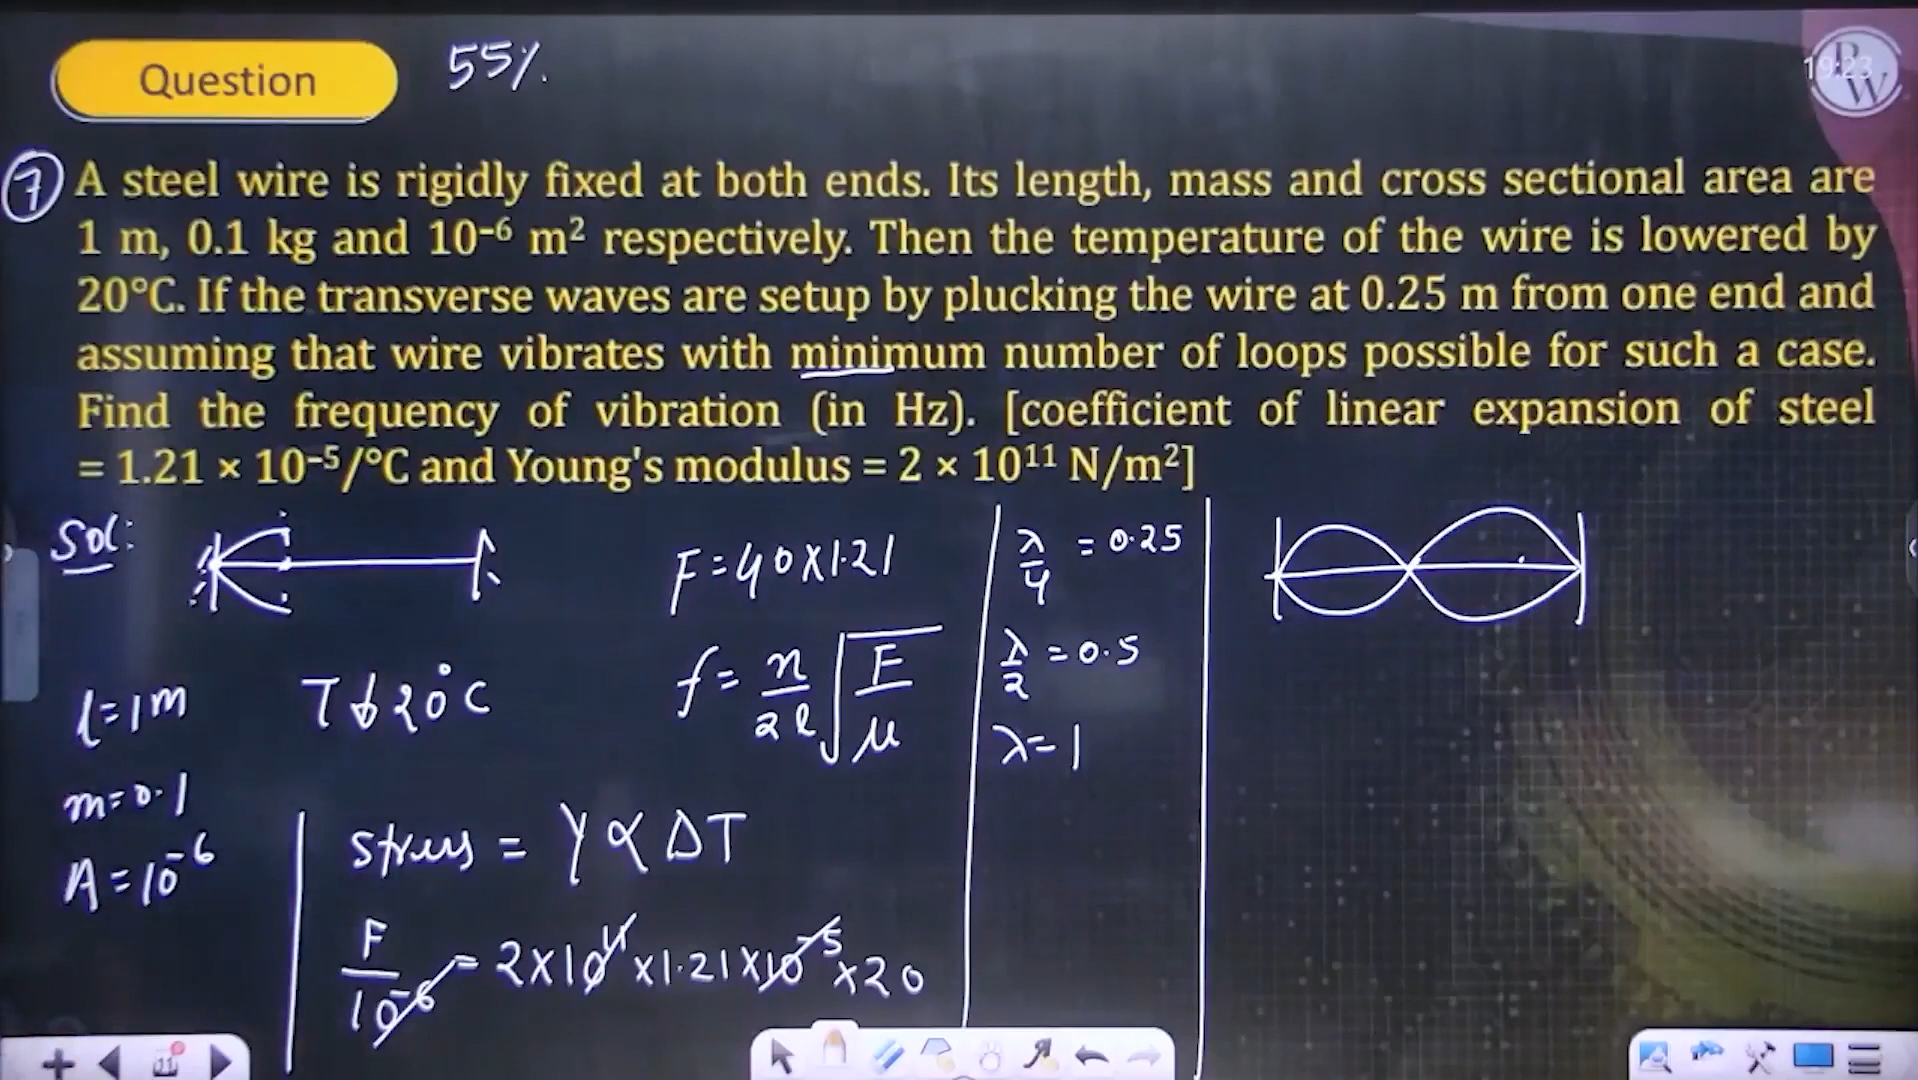 Question
55%.
19:23
PW
7 A steel wire is rigidly fixed at both ends. Its length, mass and cross sectional area are
1 m, 0.1 kg and 10⁻⁶ m² respectively. Then the temperature of the wire is lowered by
20°C. If the transverse waves are setup by plucking the wire at 0.25 m from one end and
assuming that wire vibrates with minimum number of loops possible for such a case.
Find the frequency of vibration (in Hz). [coefficient of linear expansion of steel
= 1.21 × 10⁻⁵/°C and Young's modulus = 2 × 10¹¹ N/m²]
Sol:
l=1m
m=0.1
A=10⁻⁶
T↓20°C
stress = Y∝ΔT
F/10⁻⁶ = 2×10¹¹×1.21×10⁻⁵×20
F=40×1.21
f= n/2l √F/μ
λ/4 = 0.25
λ/2 = 0.5
λ=1
11